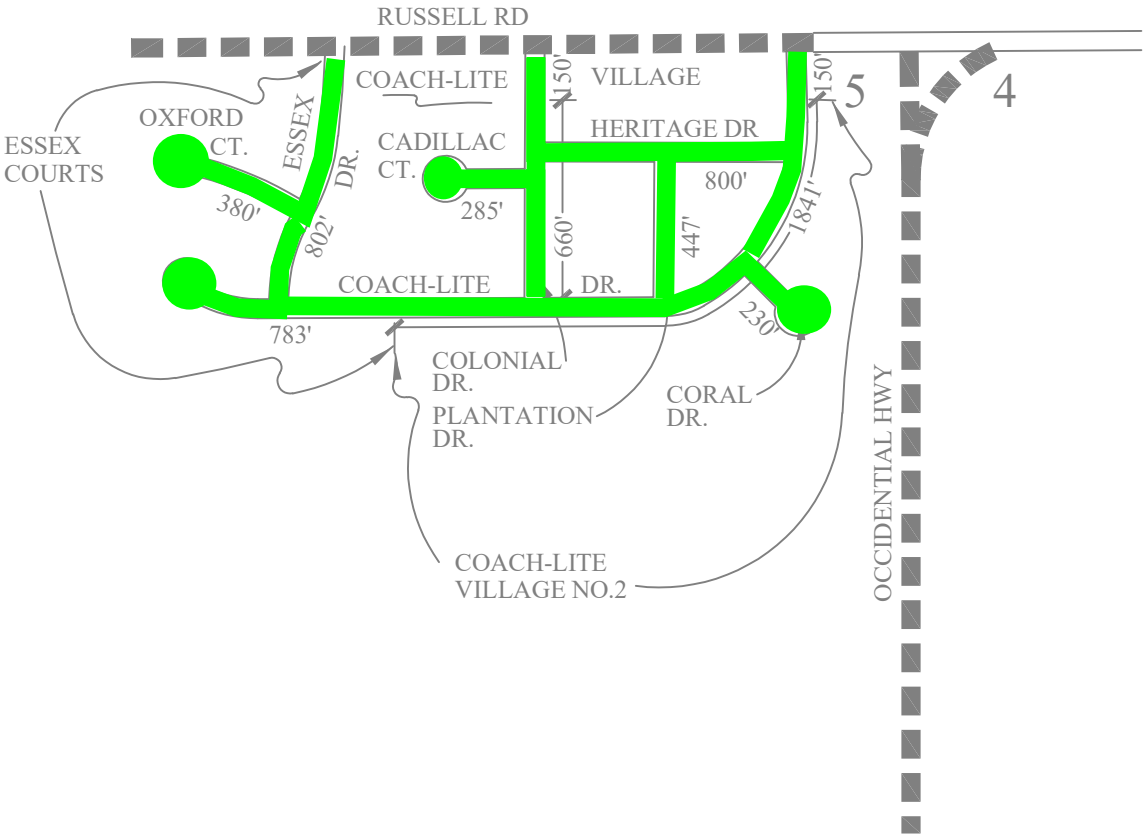 RUSSELL RD
COACH-LITE
VILLAGE
150'
150'
5
4
OXFORD
CT.
ESSEX
DR.
ESSEX
COURTS
CADILLAC
CT.
HERITAGE DR
800'
380'
802'
285'
660'
447'
1841'
COACH-LITE
DR.
783'
230'
COLONIAL
DR.
PLANTATION
DR.
CORAL
DR.
OCCIDENTIAL HWY
COACH-LITE
VILLAGE NO.2